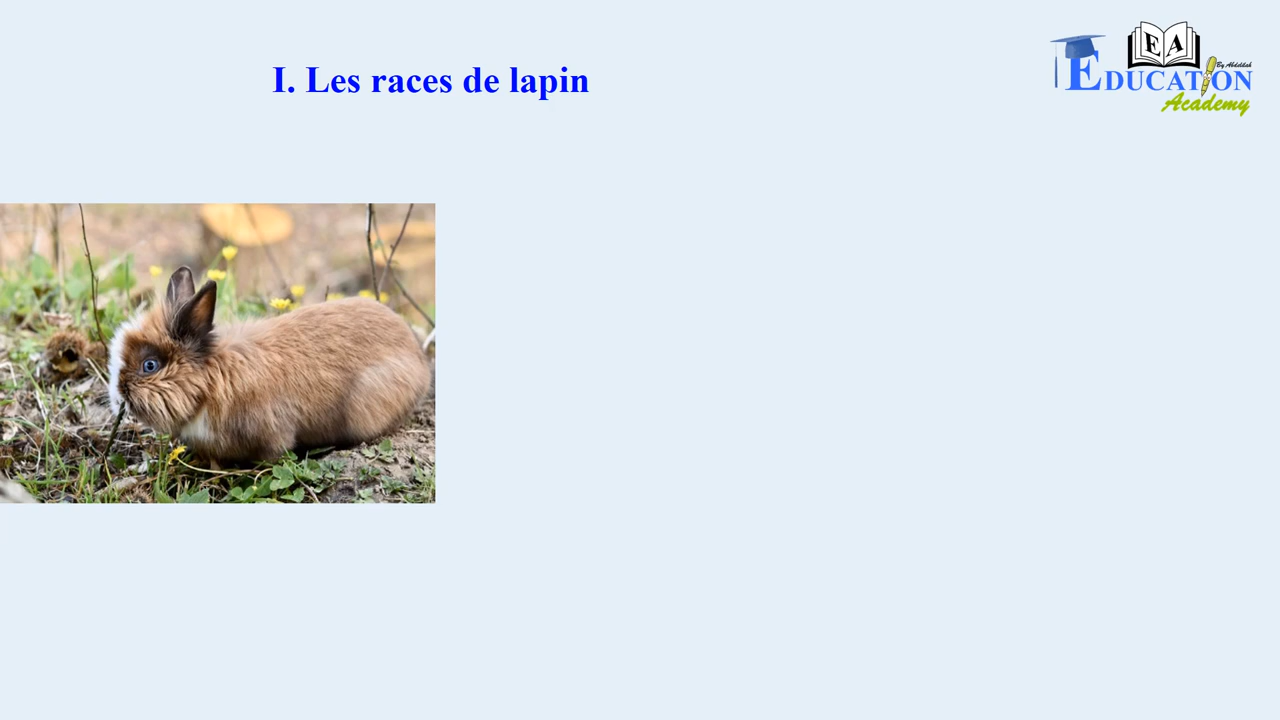 I. Les races de lapin
EA
By Abdellah
EDUCATION
Academy